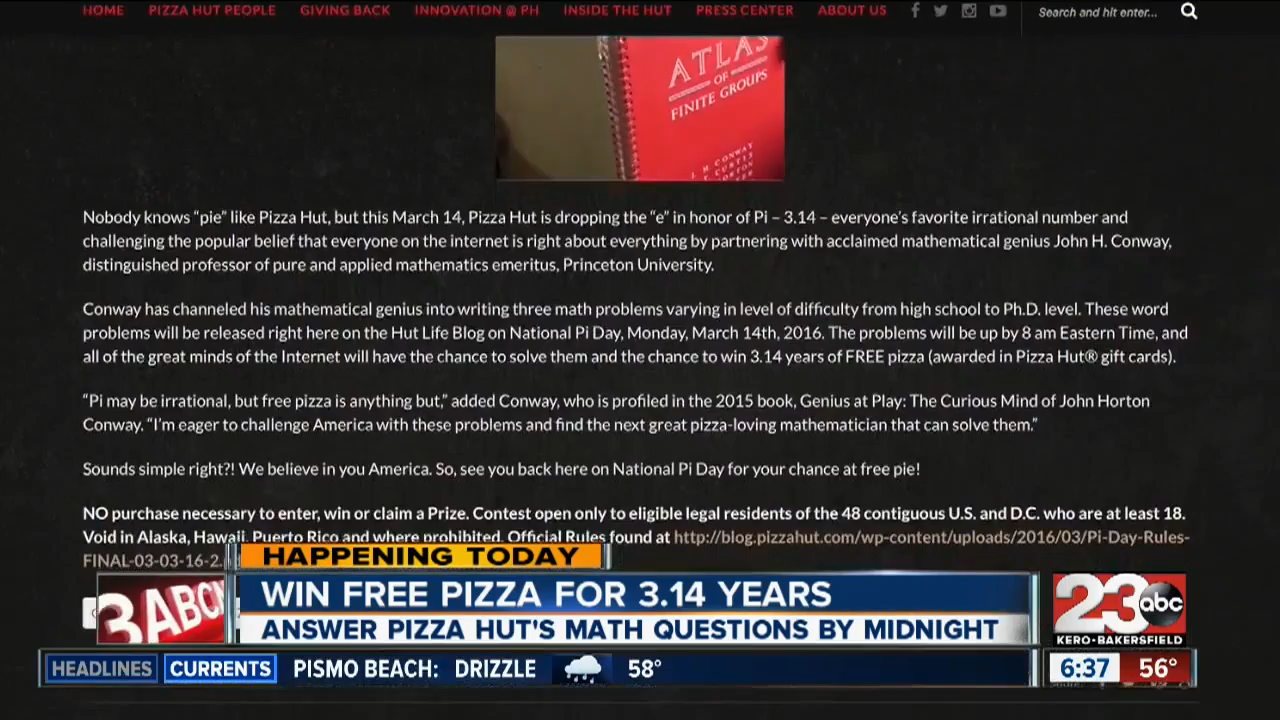 HOME PIZZA HUT PEOPLE GIVING BACK INNOVATION @ PH INSIDE THE HUT PRESS CENTER ABOUT US Search and hit enter...
ATLAS
OF
FINITE GROUPS
J. H. CONWAY
Nobody knows “pie” like Pizza Hut, but this March 14, Pizza Hut is dropping the “e” in honor of Pi – 3.14 – everyone’s favorite irrational number and
challenging the popular belief that everyone on the internet is right about everything by partnering with acclaimed mathematical genius John H. Conway,
distinguished professor of pure and applied mathematics emeritus, Princeton University.
Conway has channeled his mathematical genius into writing three math problems varying in level of difficulty from high school to Ph.D. level. These word
problems will be released right here on the Hut Life Blog on National Pi Day, Monday, March 14th, 2016. The problems will be up by 8 am Eastern Time, and
all of the great minds of the Internet will have the chance to solve them and the chance to win 3.14 years of FREE pizza (awarded in Pizza Hut® gift cards).
“Pi may be irrational, but free pizza is anything but,” added Conway, who is profiled in the 2015 book, Genius at Play: The Curious Mind of John Horton
Conway, “I’m eager to challenge America with these problems and find the next great pizza-loving mathematician that can solve them.”
Sounds simple right?! We believe in you America. So, see you back here on National Pi Day for your chance at free pie!
NO purchase necessary to enter, win or claim a Prize. Contest open only to eligible legal residents of the 48 contiguous U.S. and D.C. who are at least 18.
Void in Alaska, Hawaii, Puerto Rico and where prohibited. Official Rules found at http://blog.pizzahut.com/wp-content/uploads/2016/03/Pi-Day-Rules-
FINAL-03-03-16-2.
HAPPENING TODAY
WIN FREE PIZZA FOR 3.14 YEARS
ANSWER PIZZA HUT'S MATH QUESTIONS BY MIDNIGHT
3ABCN
23 abc
KERO-BAKERSFIELD
HEADLINES CURRENTS PISMO BEACH: DRIZZLE 58° 6:37 56°